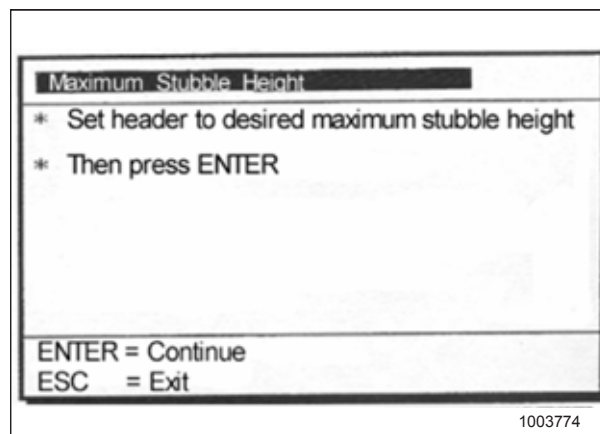 Maximum Stubble Height
* Set header to desired maximum stubble height
* Then press ENTER
ENTER = Continue
ESC = Exit
1003774